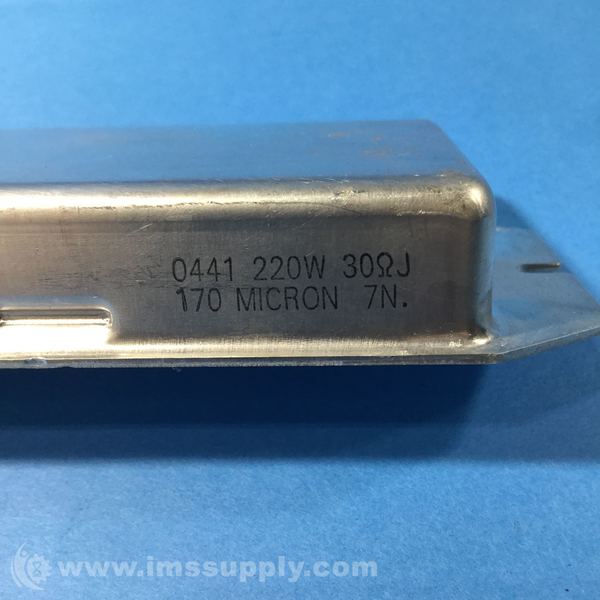 0441 220W 30ΩJ
170 MICRON 7N.
www.imssupply.com